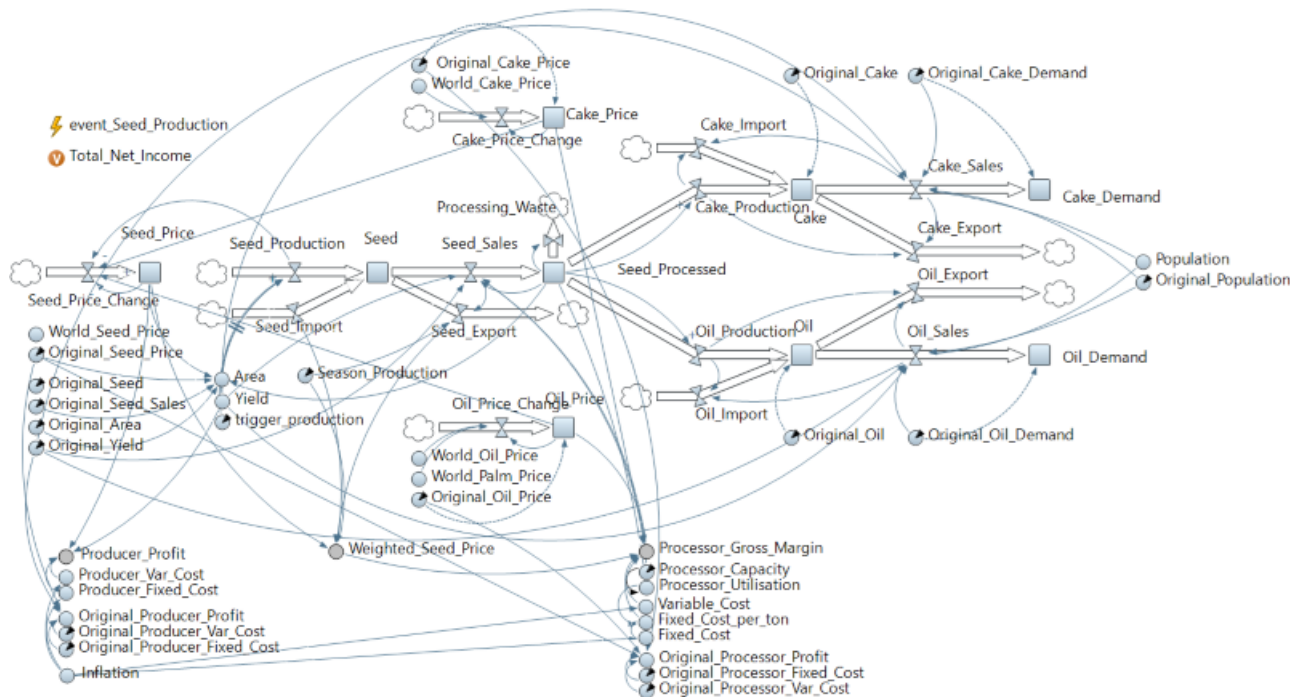 Original_Cake_Price
World_Cake_Price
Cake_Price
Cake_Price_Change
Original_Cake
Original_Cake_Demand
event_Seed_Production
Total_Net_Income
Cake_Import
Cake_Sales
Cake_Demand
Cake_Production
Cake
Cake_Export
Processing_Waste
Seed_Price
Seed_Production
Seed
Seed_Sales
Seed_Processed
Oil_Export
Population
Original_Population
Seed_Price_Change
Seed_Import
Seed_Export
Oil_Production
Oil
Oil_Sales
Oil_Demand
World_Seed_Price
Original_Seed_Price
Original_Seed
Original_Seed_Sales
Original_Area
Original_Yield
Area
Yield
trigger_production
Season_Production
Oil_Price_Change
Oil_Price
Oil_Import
Original_Oil
Original_Oil_Demand
World_Oil_Price
World_Palm_Price
Original_Oil_Price
Producer_Profit
Producer_Var_Cost
Producer_Fixed_Cost
Original_Producer_Profit
Original_Producer_Var_Cost
Original_Producer_Fixed_Cost
Inflation
Weighted_Seed_Price
Processor_Gross_Margin
Processor_Capacity
Processor_Utilisation
Variable_Cost
Fixed_Cost_per_ton
Fixed_Cost
Original_Processor_Profit
Original_Processor_Fixed_Cost
Original_Processor_Var_Cost